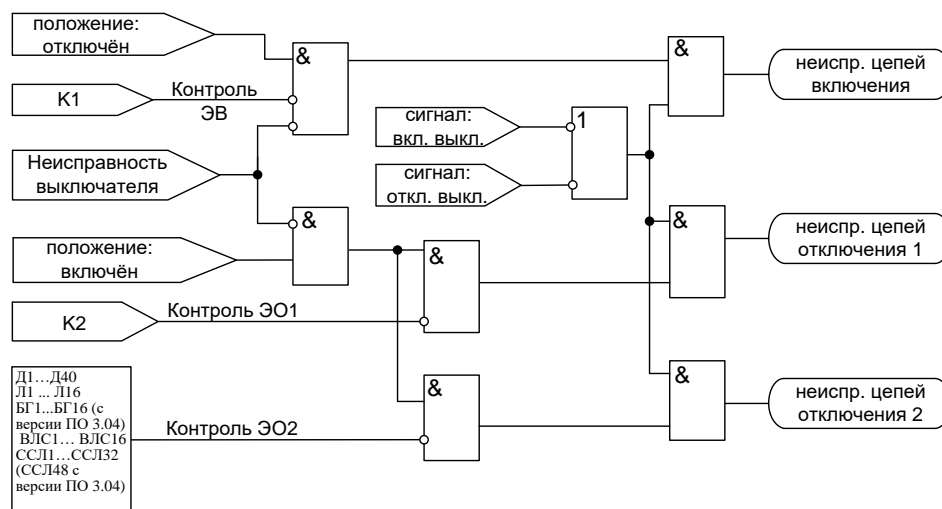 положение:
отключён
K1
Контроль
ЭВ
&
&
неиспр. цепей
включения
сигнал:
вкл. выкл.
1
Неисправность
выключателя
сигнал:
откл. выкл.
&
положение:
включён
&
&
неиспр. цепей
отключения 1
K2
Контроль ЭО1
Д1…Д40
Л1 ... Л16
БГ1...БГ16 (с
версии ПО 3.04)
ВЛС1… ВЛС16
ССЛ1…ССЛ32
(ССЛ48 с
версии ПО 3.04)
Контроль ЭО2
&
&
неиспр. цепей
отключения 2